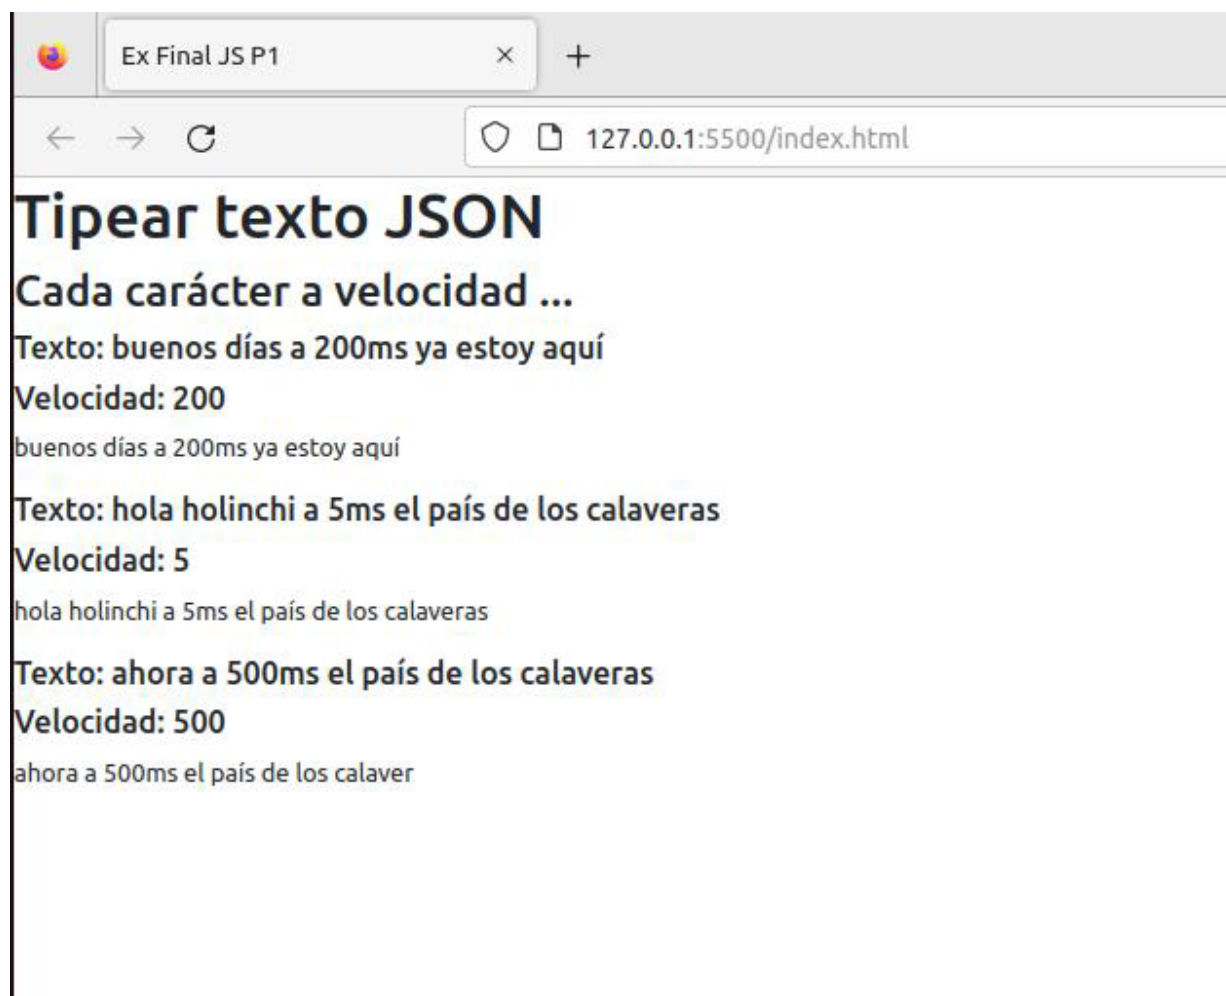 Ex Final JS P1
127.0.0.1:5500/index.html
Tipear texto JSON
Cada carácter a velocidad ...
Texto: buenos días a 200ms ya estoy aquí
Velocidad: 200
buenos días a 200ms ya estoy aquí
Texto: hola holinchi a 5ms el país de los calaveras
Velocidad: 5
hola holinchi a 5ms el país de los calaveras
Texto: ahora a 500ms el país de los calaveras
Velocidad: 500
ahora a 500ms el país de los calaver